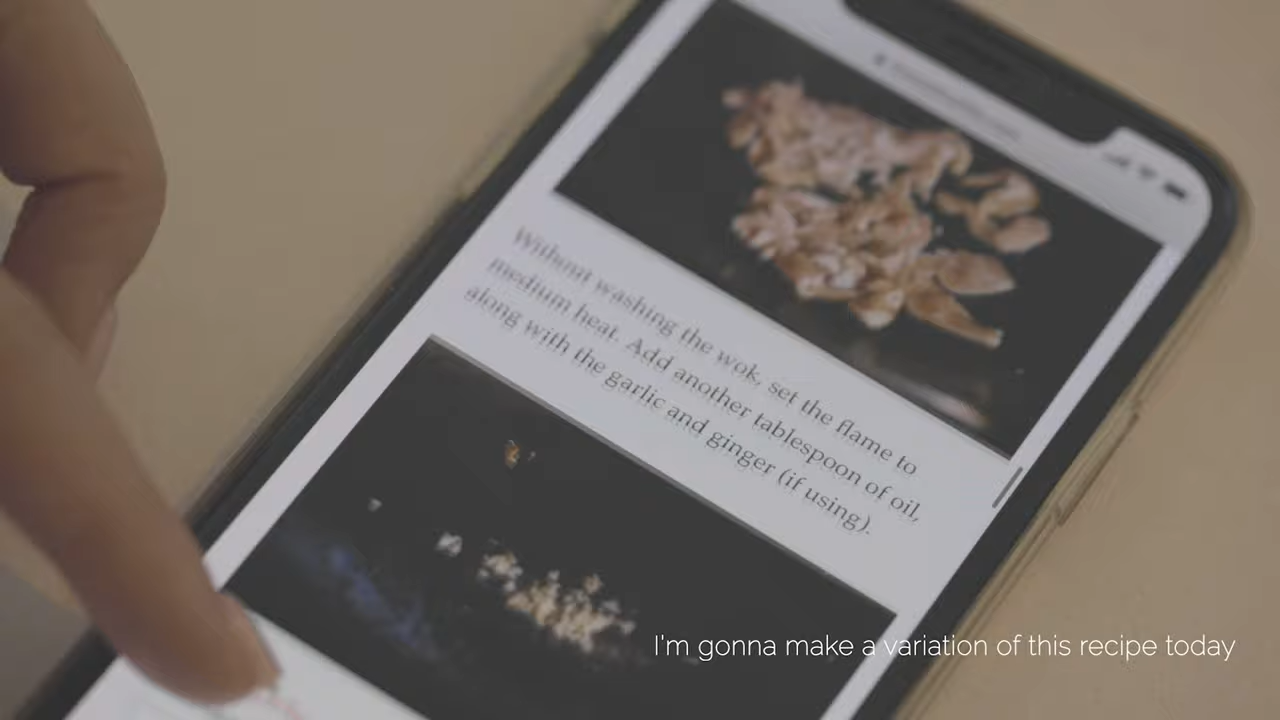 Without washing the wok, set the flame to
medium heat. Add another tablespoon of oil,
along with the garlic and ginger (if using).
I'm gonna make a variation of this recipe today